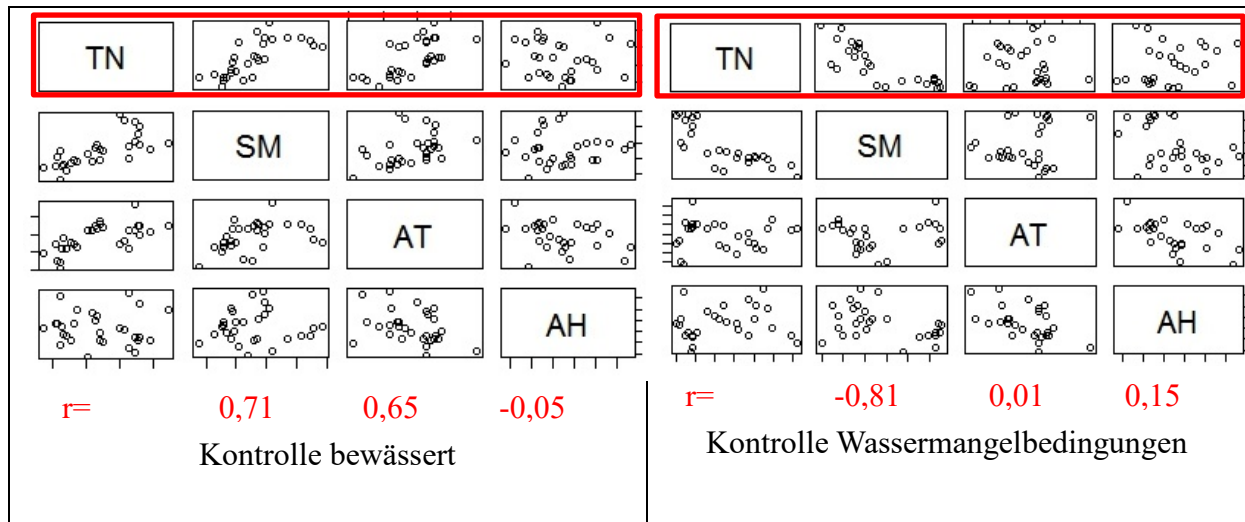 TN TN
SM SM
AT AT
AH AH
r= 0,71 0,65 -0,05
r= -0,81 0,01 0,15
Kontrolle bewässert
Kontrolle Wassermangelbedingungen